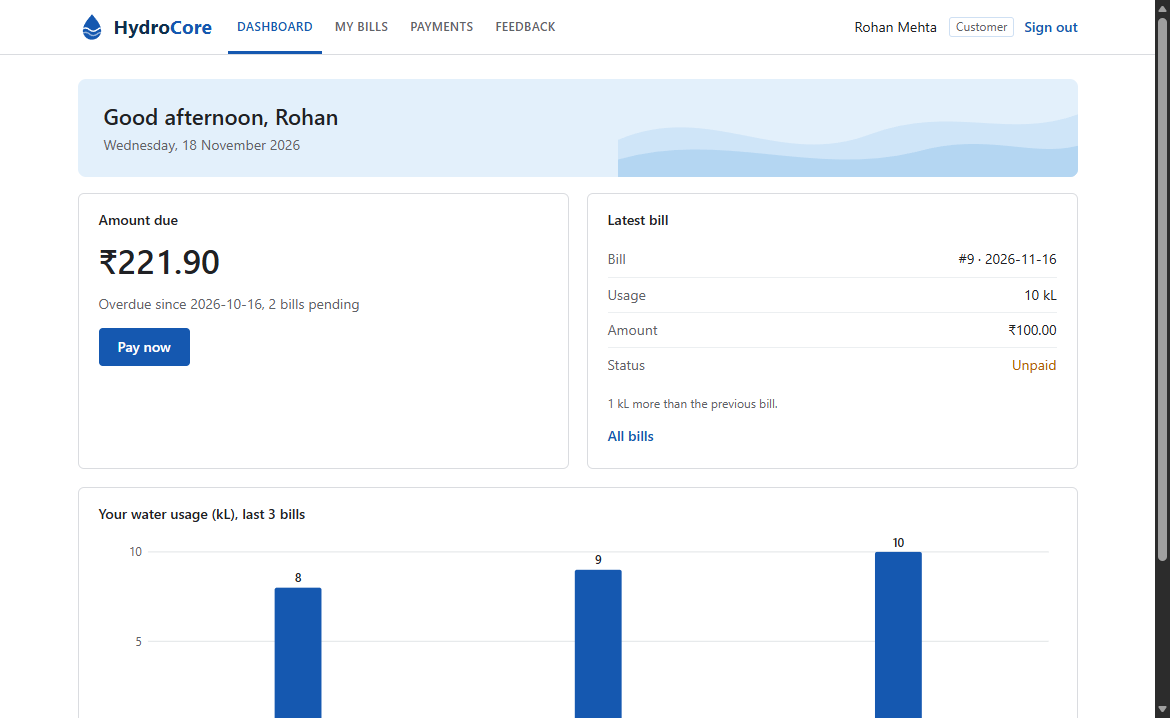 HydroCore DASHBOARD MY BILLS PAYMENTS FEEDBACK Rohan Mehta Customer Sign out
Good afternoon, Rohan
Wednesday, 18 November 2026
Amount due
₹221.90
Overdue since 2026-10-16, 2 bills pending
Pay now
Latest bill
Bill #9 · 2026-11-16
Usage 10 kL
Amount ₹100.00
Status Unpaid
1 kL more than the previous bill.
All bills
Your water usage (kL), last 3 bills
10
5
8
9
10